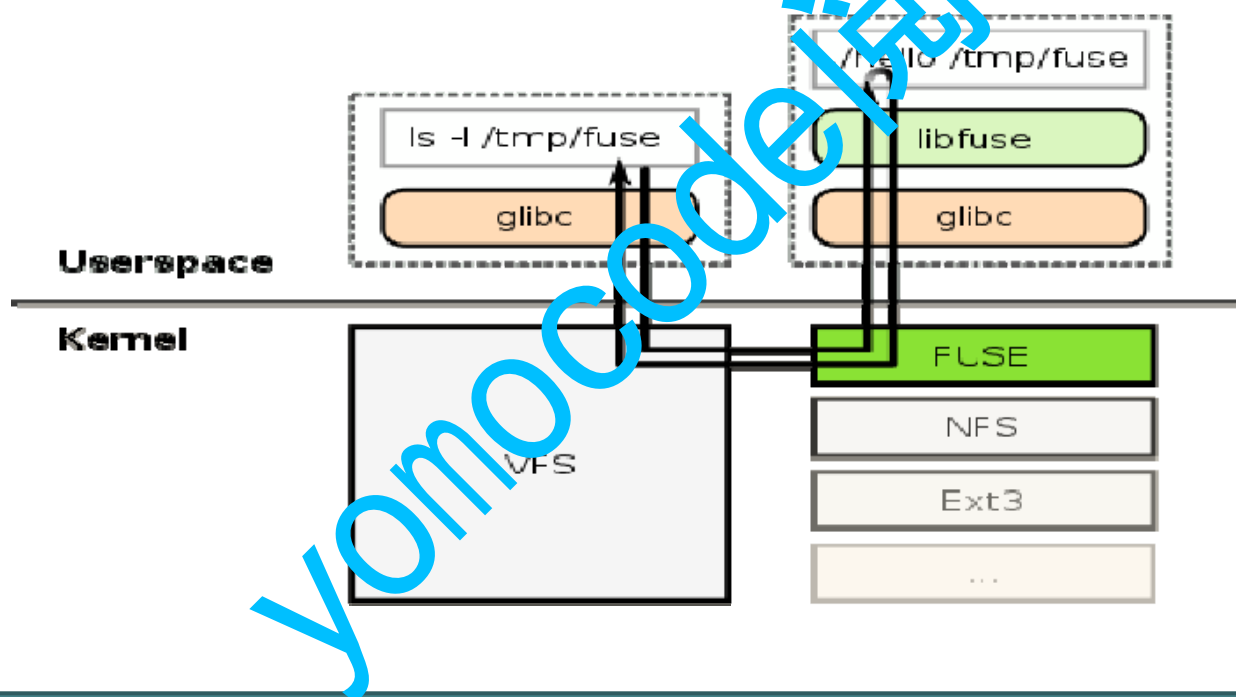 /hello /tmp/fuse
ls -l /tmp/fuse
libfuse
glibc
glibc
Userspace
Kernel
FUSE
NFS
VFS
Ext3
...
yomocode